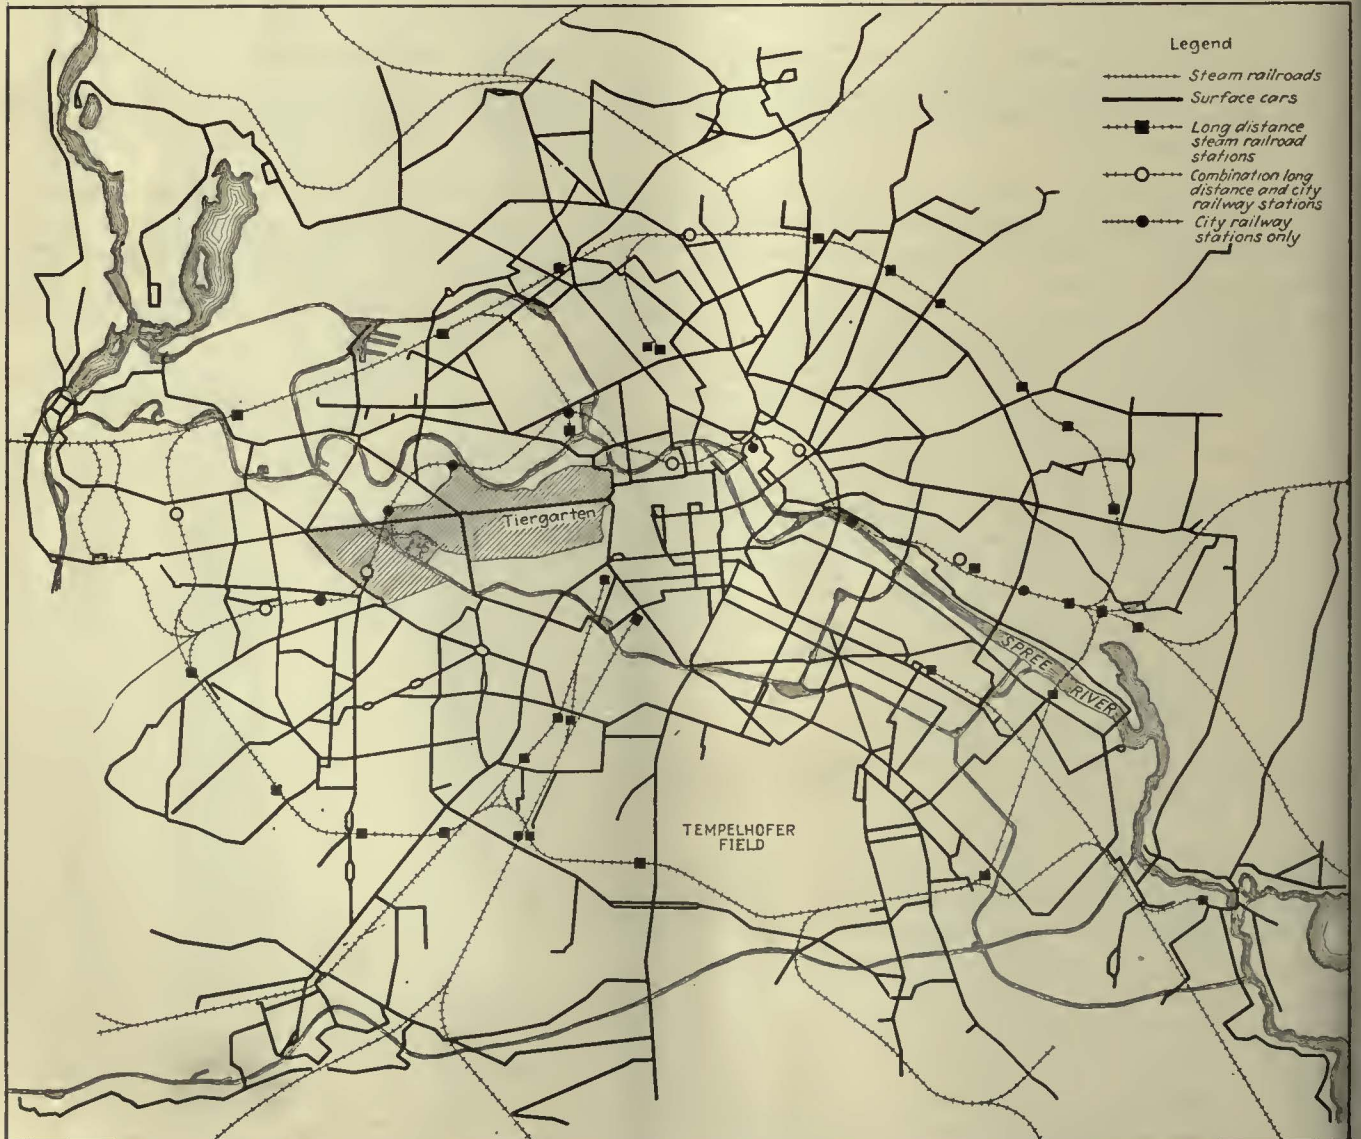 Legend
Steam railroads
Surface cars
Long distance
steam railroad
stations
Combination long
distance and city
railway stations
City railway
stations only
Tiergarten
SPREE RIVER
TEMPELHOFER
FIELD